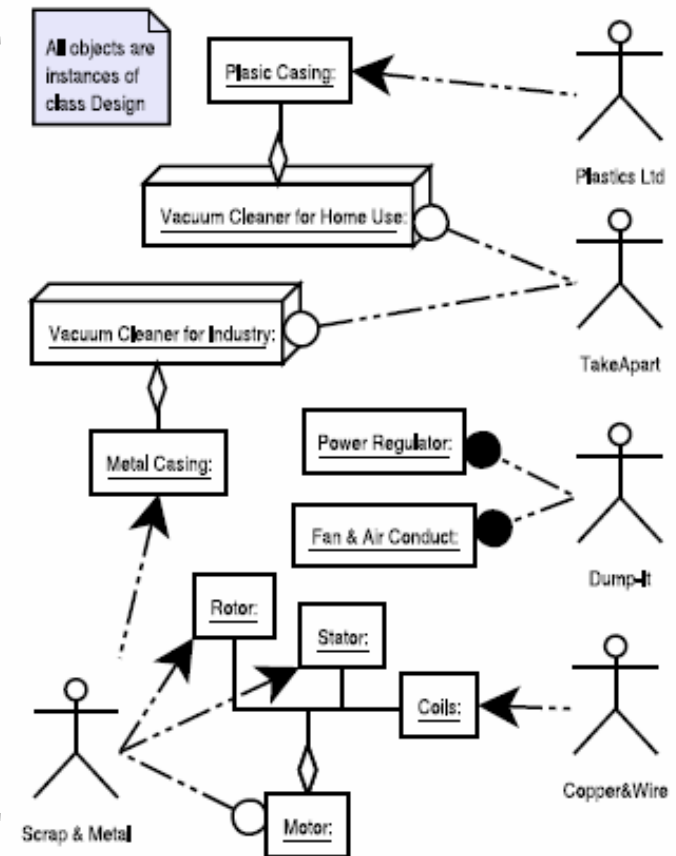 All objects are
instances of
class Design
Plasic Casing:
Plastics Ltd
Vacuum Cleaner for Home Use:
Vacuum Cleaner for Industry:
TakeApart
Power Regulator:
Metal Casing:
Fan & Air Conduct:
Dump-It
Rotor:
Stator:
Coils:
Copper&Wire
Motor:
Scrap & Metal